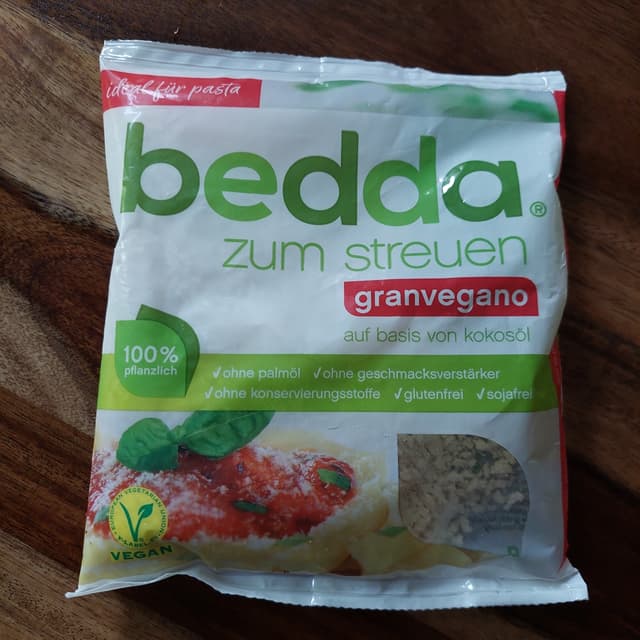 ideal für pasta
bedda®
zum streuen
granvegano
auf basis von kokosöl
100%
pflanzlich
✓ohne palmöl ✓ohne geschmacksverstärker
✓ohne konservierungsstoffe ✓glutenfrei ✓sojafrei
VEGAN